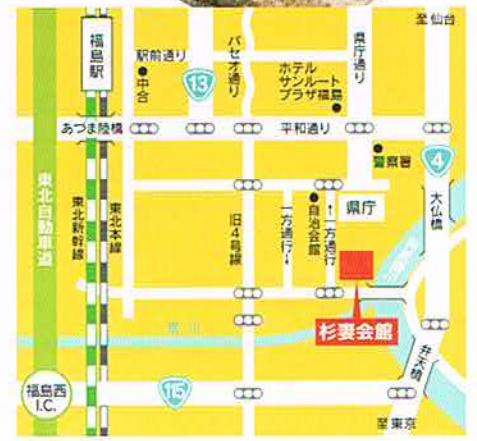 至仙台
福島駅
駅前通り
中合
13
パセオ通り
ホテル
サンルート
プラザ福島
県庁通り
あづま陸橋
平和通り
警察署
4
東北自動車道
東北新幹線
東北本線
旧4号線
一方通行↓
自治会館
↑一方通行
県庁
大仏橋
杉妻会館
荒川
弁天橋
福島西
I.C.
115
至東京